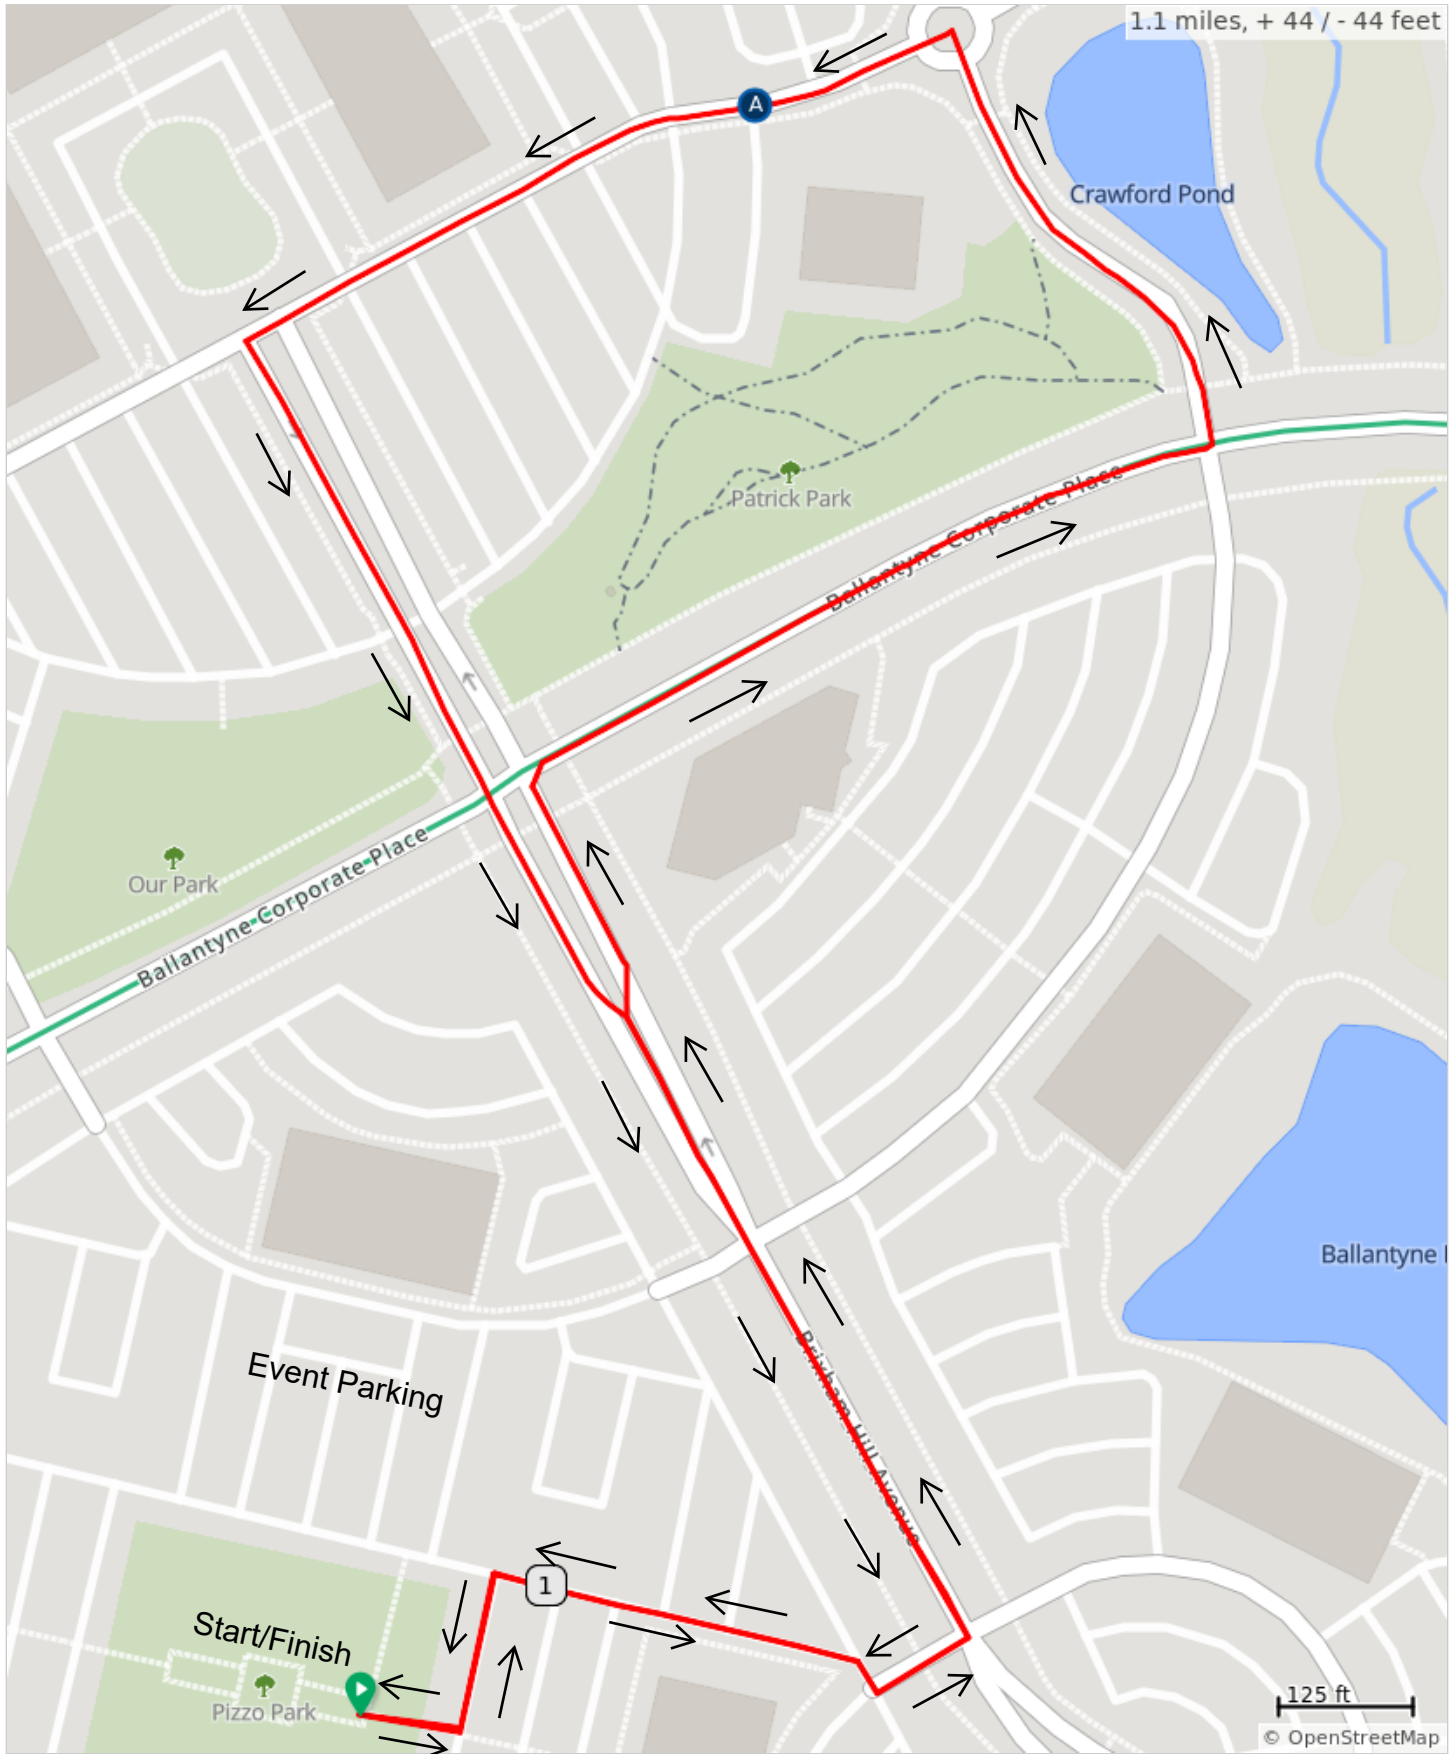 1.1 miles, + 44 / - 44 feet
A
Crawford Pond
Patrick Park
Ballantyne Corporate Place
Our Park
Ballantyne Corporate Place
Ballantyne
Event Parking
Brixham Hill Avenue
1
Start/Finish
Pizzo Park
125 ft
© OpenStreetMap